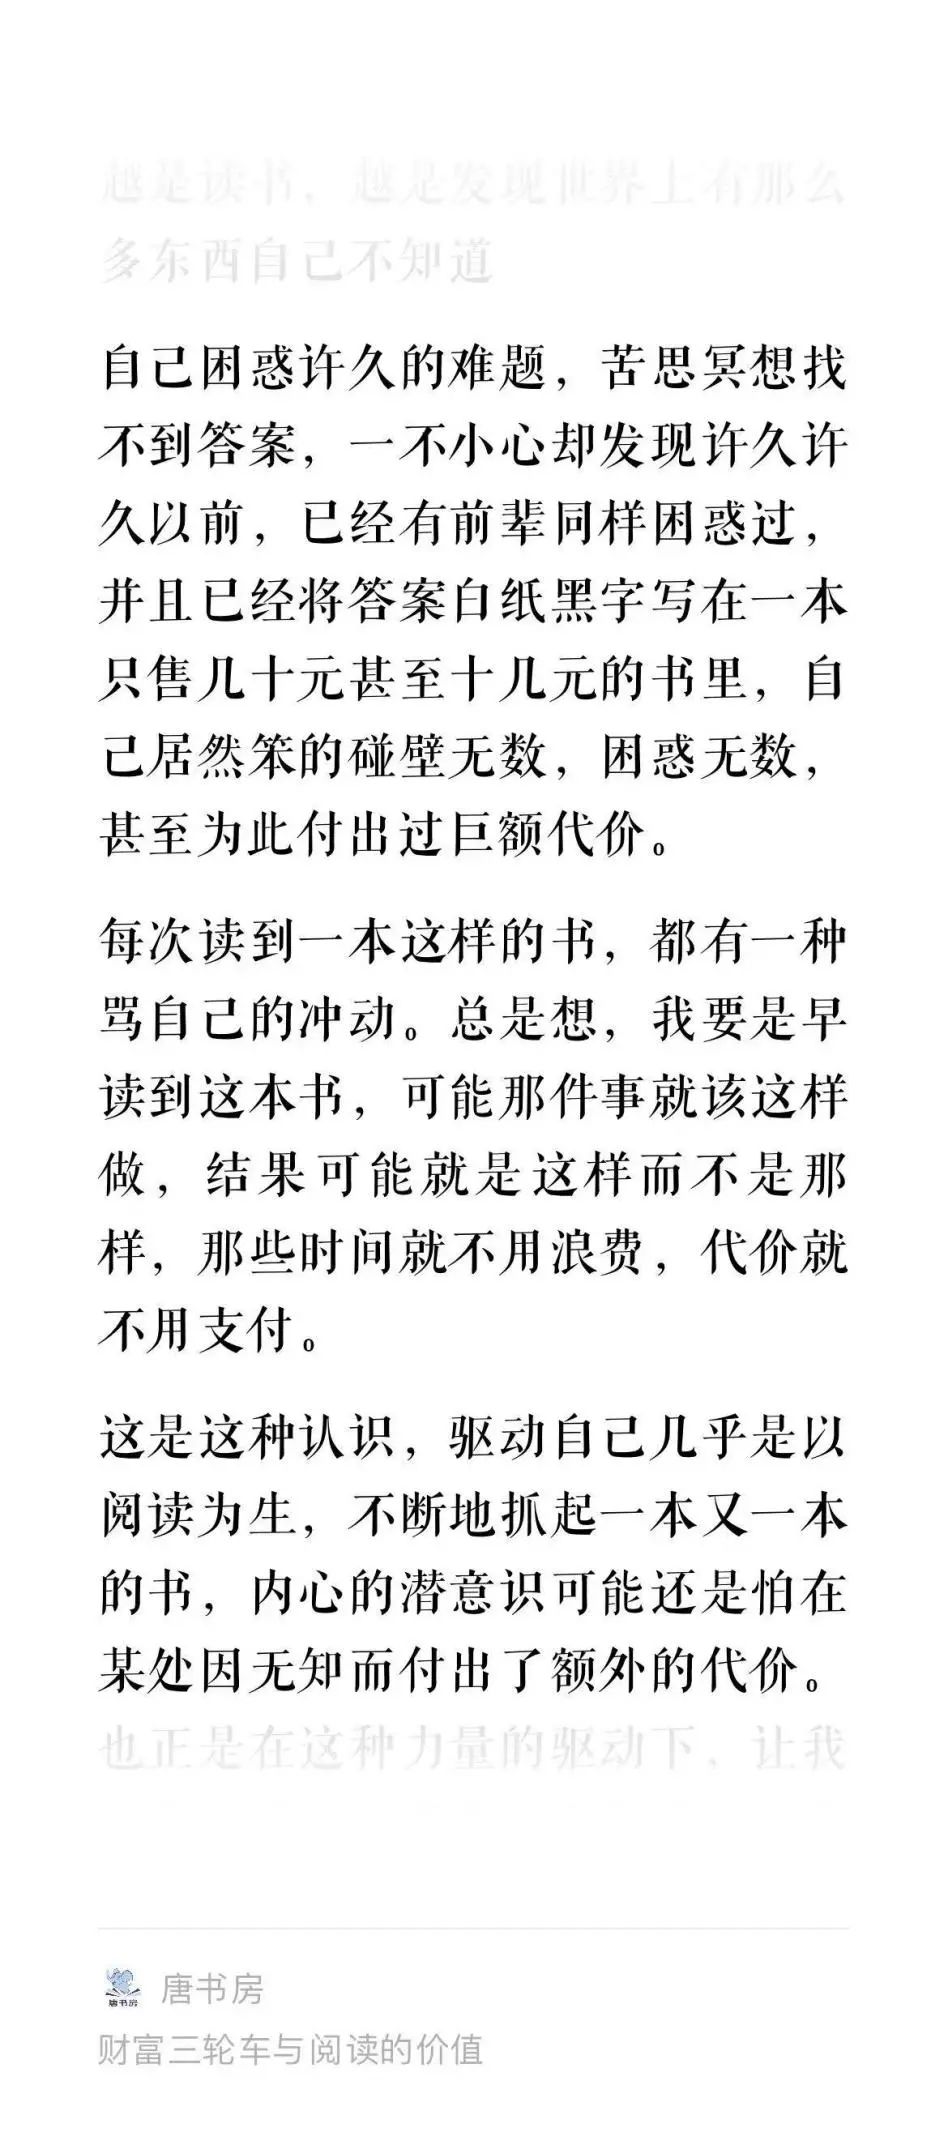 越是读书，越是发现世界上有那么
多东西自己不知道
自己困惑许久的难题，苦思冥想找
不到答案，一不小心却发现许久许
久以前，已经有前辈同样困惑过，
并且已经将答案白纸黑字写在一本
只售几十元甚至十几元的书里，自
己居然笨的碰壁无数，困惑无数，
甚至为此付出过巨额代价。
每次读到一本这样的书，都有一种
骂自己的冲动。总是想，我要是早
读到这本书，可能那件事就该这样
做，结果可能就是这样而不是那
样，那些时间就不用浪费，代价就
不用支付。
这是这种认识，驱动自己几乎是以
阅读为生，不断地抓起一本又一本
的书，内心的潜意识可能还是怕在
某处因无知而付出了额外的代价。
也正是在这种力量的驱动下，让我
唐书房
唐书房
财富三轮车与阅读的价值